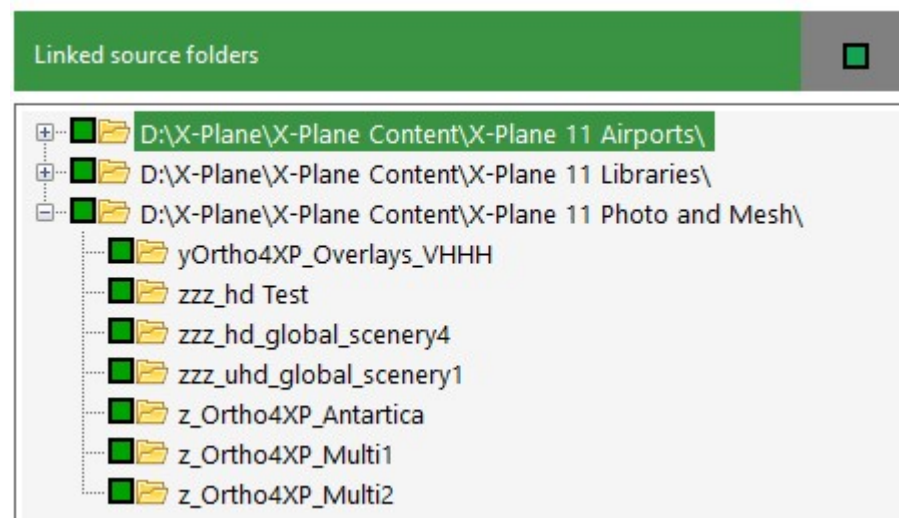 Linked source folders
D:\X-Plane\X-Plane Content\X-Plane 11 Airports\
D:\X-Plane\X-Plane Content\X-Plane 11 Libraries\
D:\X-Plane\X-Plane Content\X-Plane 11 Photo and Mesh\
yOrtho4XP_Overlays_VHHH
zzz_hd Test
zzz_hd_global_scenery4
zzz_uhd_global_scenery1
z_Ortho4XP_Antartica
z_Ortho4XP_Multi1
z_Ortho4XP_Multi2